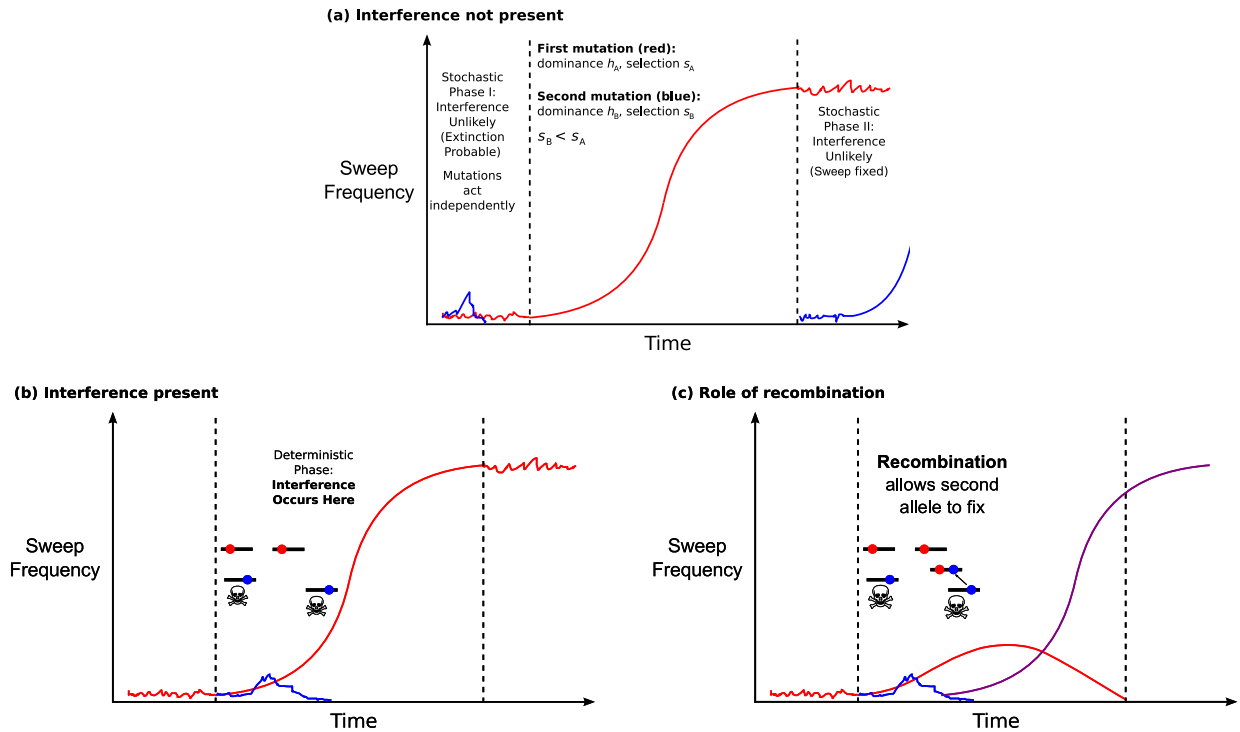 (a) Interference not present
Stochastic
Phase I:
Interference
Unlikely
(Extinction
Probable)
Mutations
act
independently
First mutation (red):
dominance hA, selection sA
Second mutation (blue):
dominance hB, selection sB
sB < sA
Stochastic
Phase II:
Interference
Unlikely
(Sweep fixed)
Sweep
Frequency
Time
(b) Interference present
Deterministic
Phase:
Interference
Occurs Here
Sweep
Frequency
Time
(c) Role of recombination
Recombination
allows second
allele to fix
Sweep
Frequency
Time